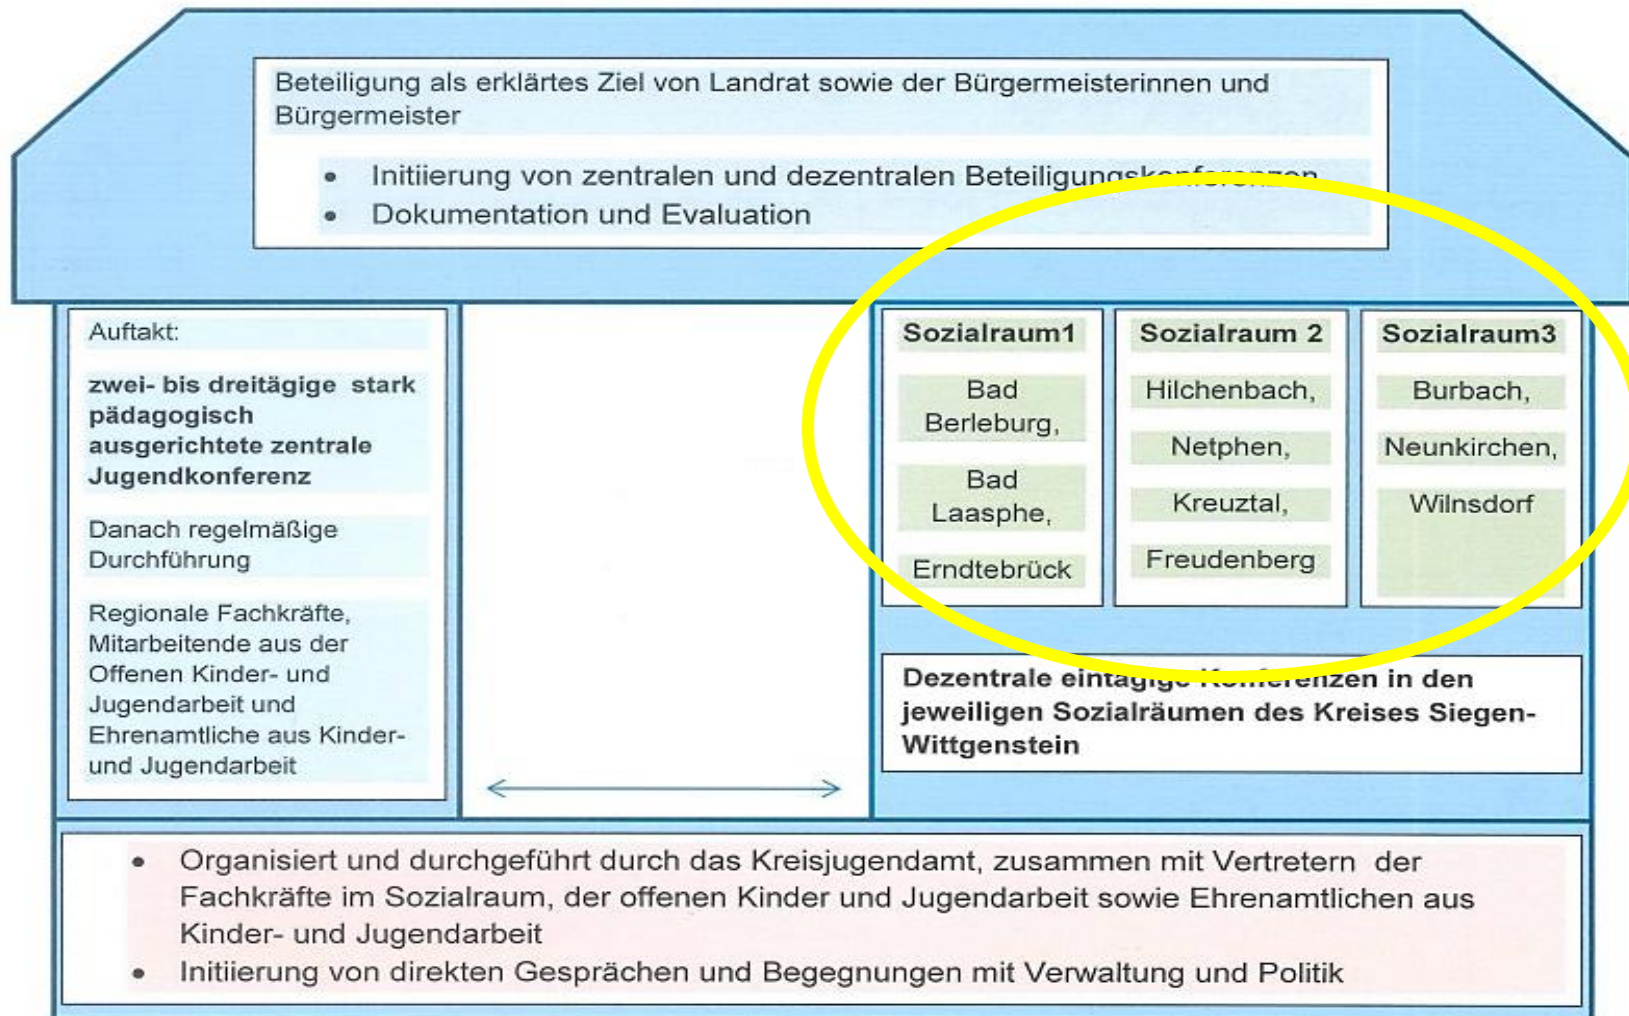 Beteiligung als erklärtes Ziel von Landrat sowie der Bürgermeisterinnen und
Bürgermeister
• Initiierung von zentralen und dezentralen Beteiligungskonferenzen
• Dokumentation und Evaluation
Auftakt:
zwei- bis dreitägige stark
pädagogisch
ausgerichtete zentrale
Jugendkonferenz
Danach regelmäßige
Durchführung
Regionale Fachkräfte,
Mitarbeitende aus der
Offenen Kinder- und
Jugendarbeit und
Ehrenamtliche aus Kinder-
und Jugendarbeit
Sozialraum1
Bad
Berleburg,
Bad
Laasphe,
Erndtebrück
Sozialraum 2
Hilchenbach,
Netphen,
Kreuztal,
Freudenberg
Sozialraum3
Burbach,
Neunkirchen,
Wilnsdorf
Dezentrale eintägige Konferenzen in den
jeweiligen Sozialräumen des Kreises Siegen-
Wittgenstein
• Organisiert und durchgeführt durch das Kreisjugendamt, zusammen mit Vertretern der
Fachkräfte im Sozialraum, der offenen Kinder und Jugendarbeit sowie Ehrenamtlichen aus
Kinder- und Jugendarbeit
• Initiierung von direkten Gesprächen und Begegnungen mit Verwaltung und Politik